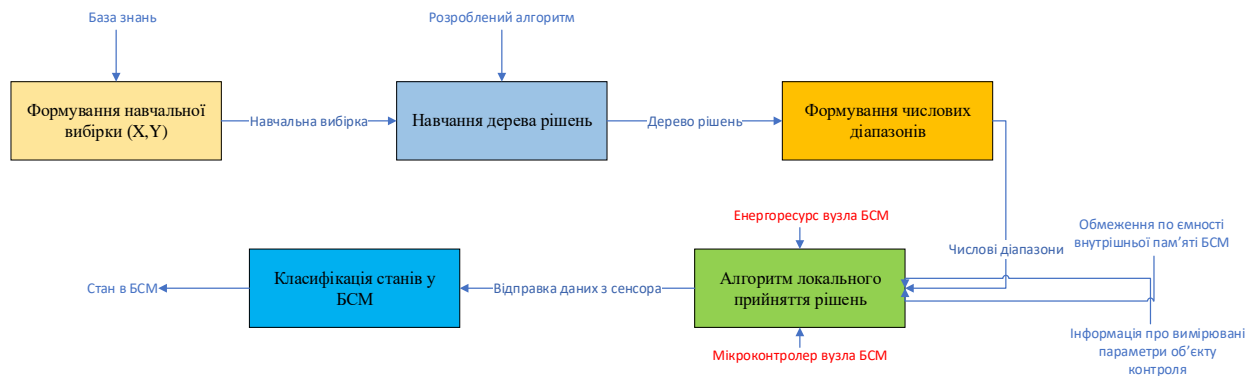 База знань
Розроблений алгоритм
Формування навчальної
вибірки (X,Y)
Навчальна вибірка
Навчання дерева рішень
Дерево рішень
Формування числових
діапазонів
Енергоресурс вузла БСМ
Обмеження по ємності
внутрішньої пам’яті БСМ
Числові діапазони
Стан в БСМ
Класифікація станів у
БСМ
Відправка даних з сенсора
Алгоритм локального
прийняття рішень
Мікроконтролер вузла БСМ
Інформація про вимірювані
параметри об’єкту
контроля